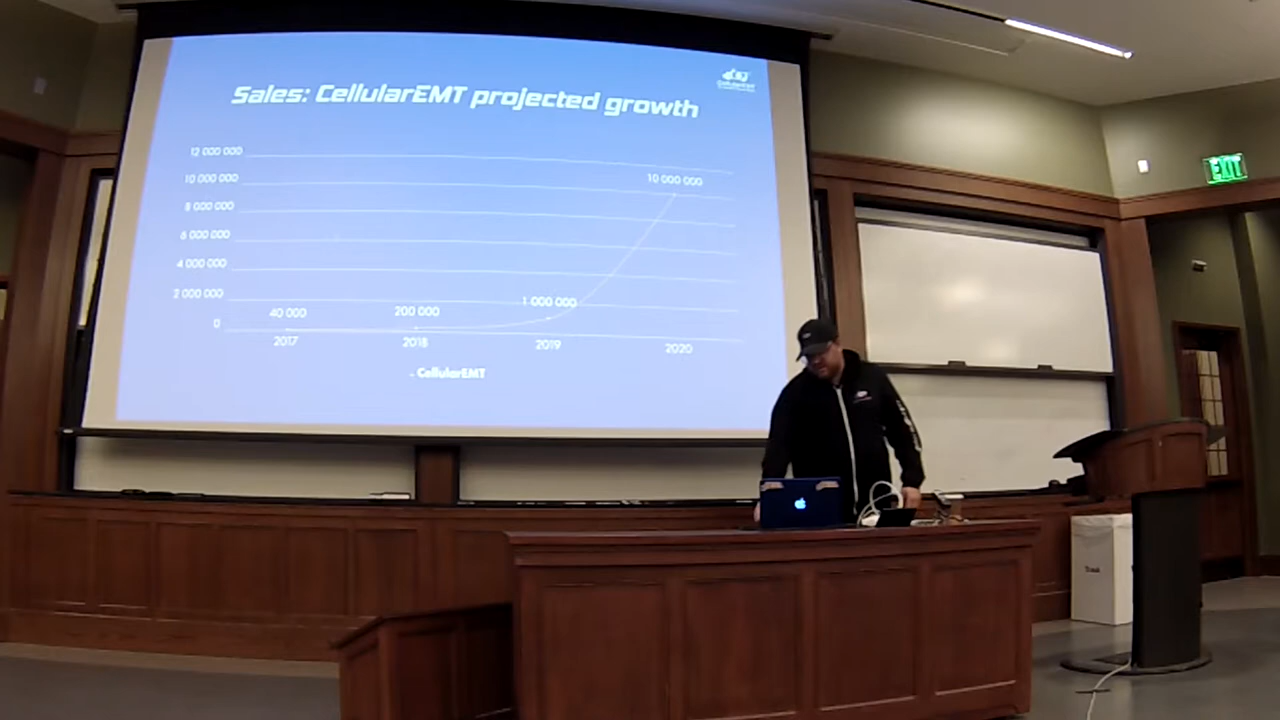 Sales: CellularEMT projected growth
CellularEMT
12 000 000
10 000 000
8 000 000
6 000 000
4 000 000
2 000 000
0
40 000
200 000
1 000 000
10 000 000
2017
2018
2019
2020
- CellularEMT
EXIT